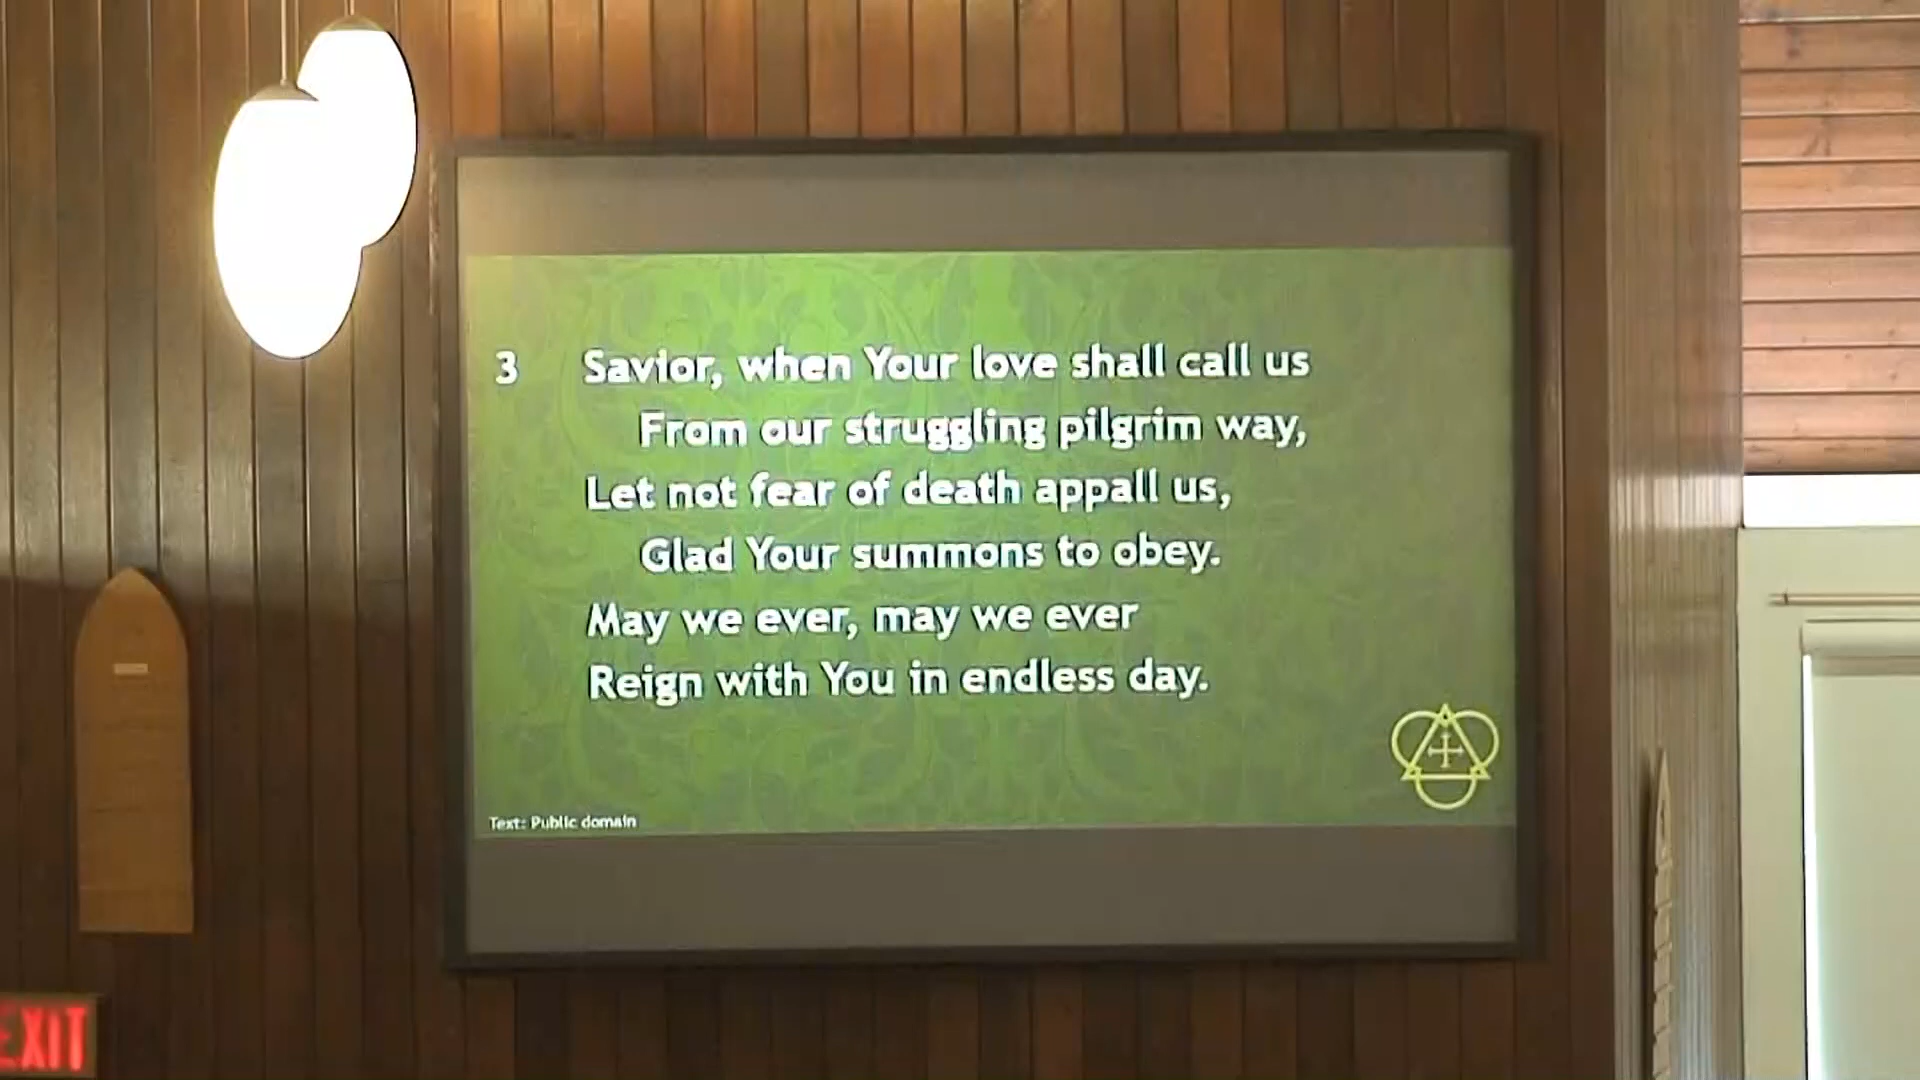 3 Savior, when Your love shall call us
From our struggling pilgrim way,
Let not fear of death appall us,
Glad Your summons to obey.
May we ever, may we ever
Reign with You in endless day.
Text: Public domain
EXIT